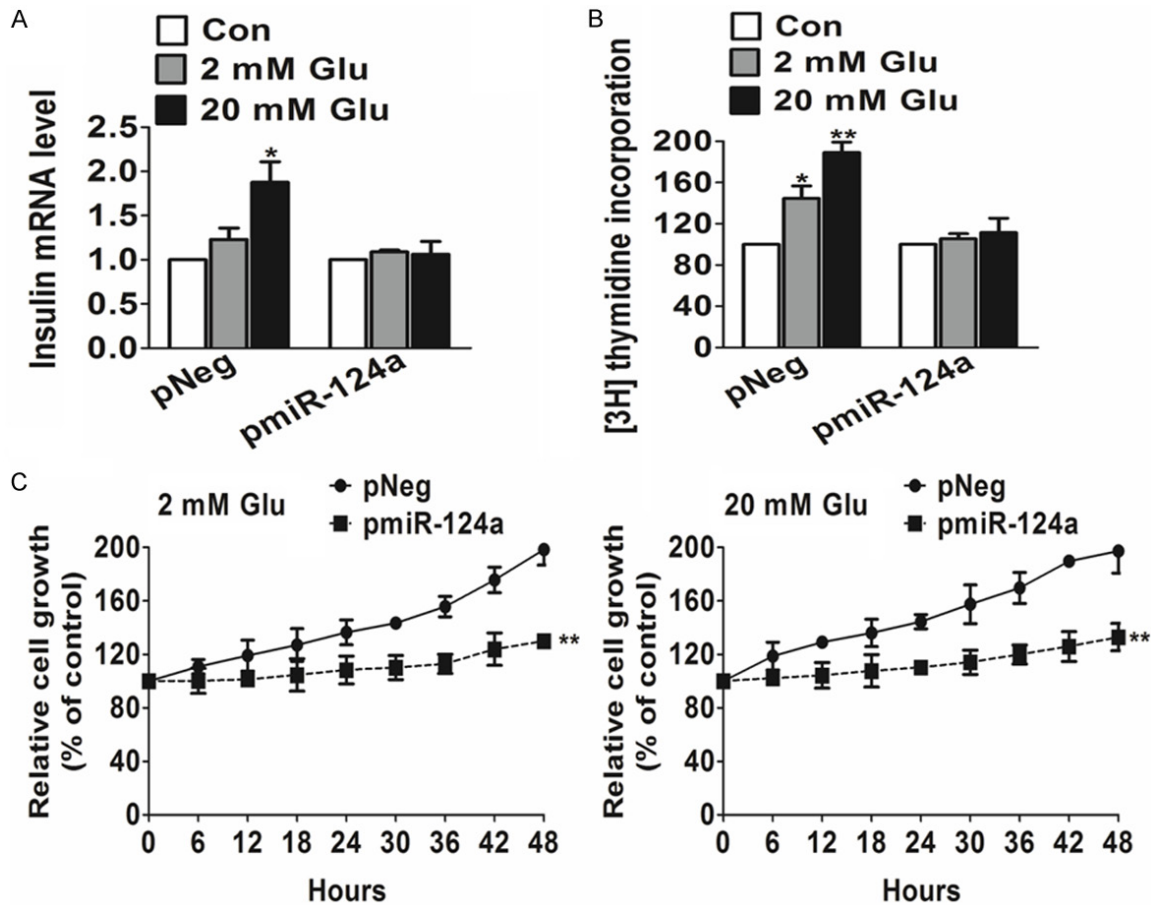 A
Con
2 mM Glu
20 mM Glu
Insulin mRNA level
2.5
2.0
1.5
1.0
0.5
0.0
*
pNeg
pmiR-124a
B
Con
2 mM Glu
20 mM Glu
[3H] thymidine incorporation
200
160
120
80
40
0
*
**
pNeg
pmiR-124a
C
2 mM Glu
pNeg
pmiR-124a
Relative cell growth
(% of control)
200
160
120
80
40
0
**
0 6 12 18 24 30 36 42 48
Hours
20 mM Glu
pNeg
pmiR-124a
Relative cell growth
(% of control)
200
160
120
80
40
0
**
0 6 12 18 24 30 36 42 48
Hours